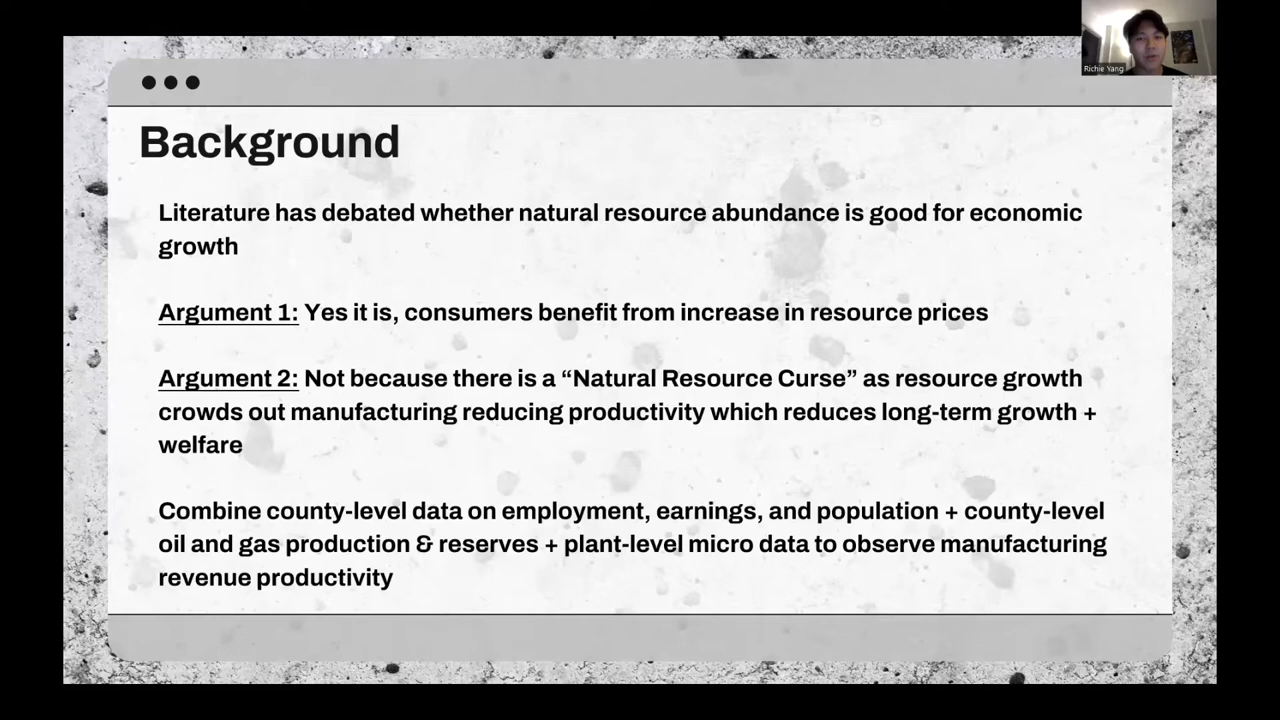 Richie Yang
Background
Literature has debated whether natural resource abundance is good for economic
growth
Argument 1: Yes it is, consumers benefit from increase in resource prices
Argument 2: Not because there is a “Natural Resource Curse” as resource growth
crowds out manufacturing reducing productivity which reduces long-term growth +
welfare
Combine county-level data on employment, earnings, and population + county-level
oil and gas production & reserves + plant-level micro data to observe manufacturing
revenue productivity